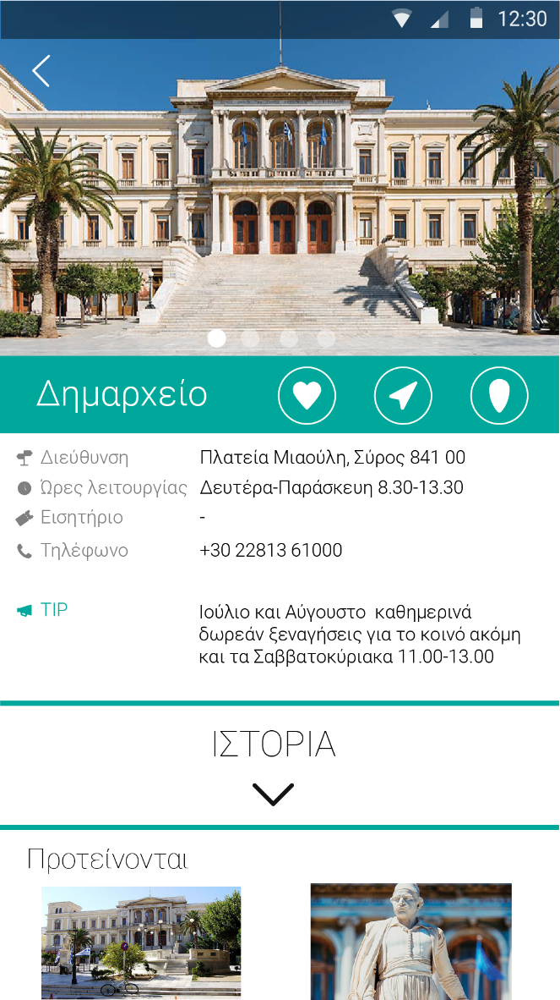 12:30
Δημαρχείο
Διεύθυνση Πλατεία Μιαούλη, Σύρος 841 00
Ώρες λειτουργίας Δευτέρα-Παράσκευη 8.30-13.30
Εισητήριο -
Τηλέφωνο +30 22813 61000
TIP Ιούλιο και Αύγουστο καθημερινά
δωρεάν ξεναγήσεις για το κοινό ακόμη
και τα Σαββατοκύριακα 11.00-13.00
ΙΣΤΟΡΙΑ
Προτείνονται